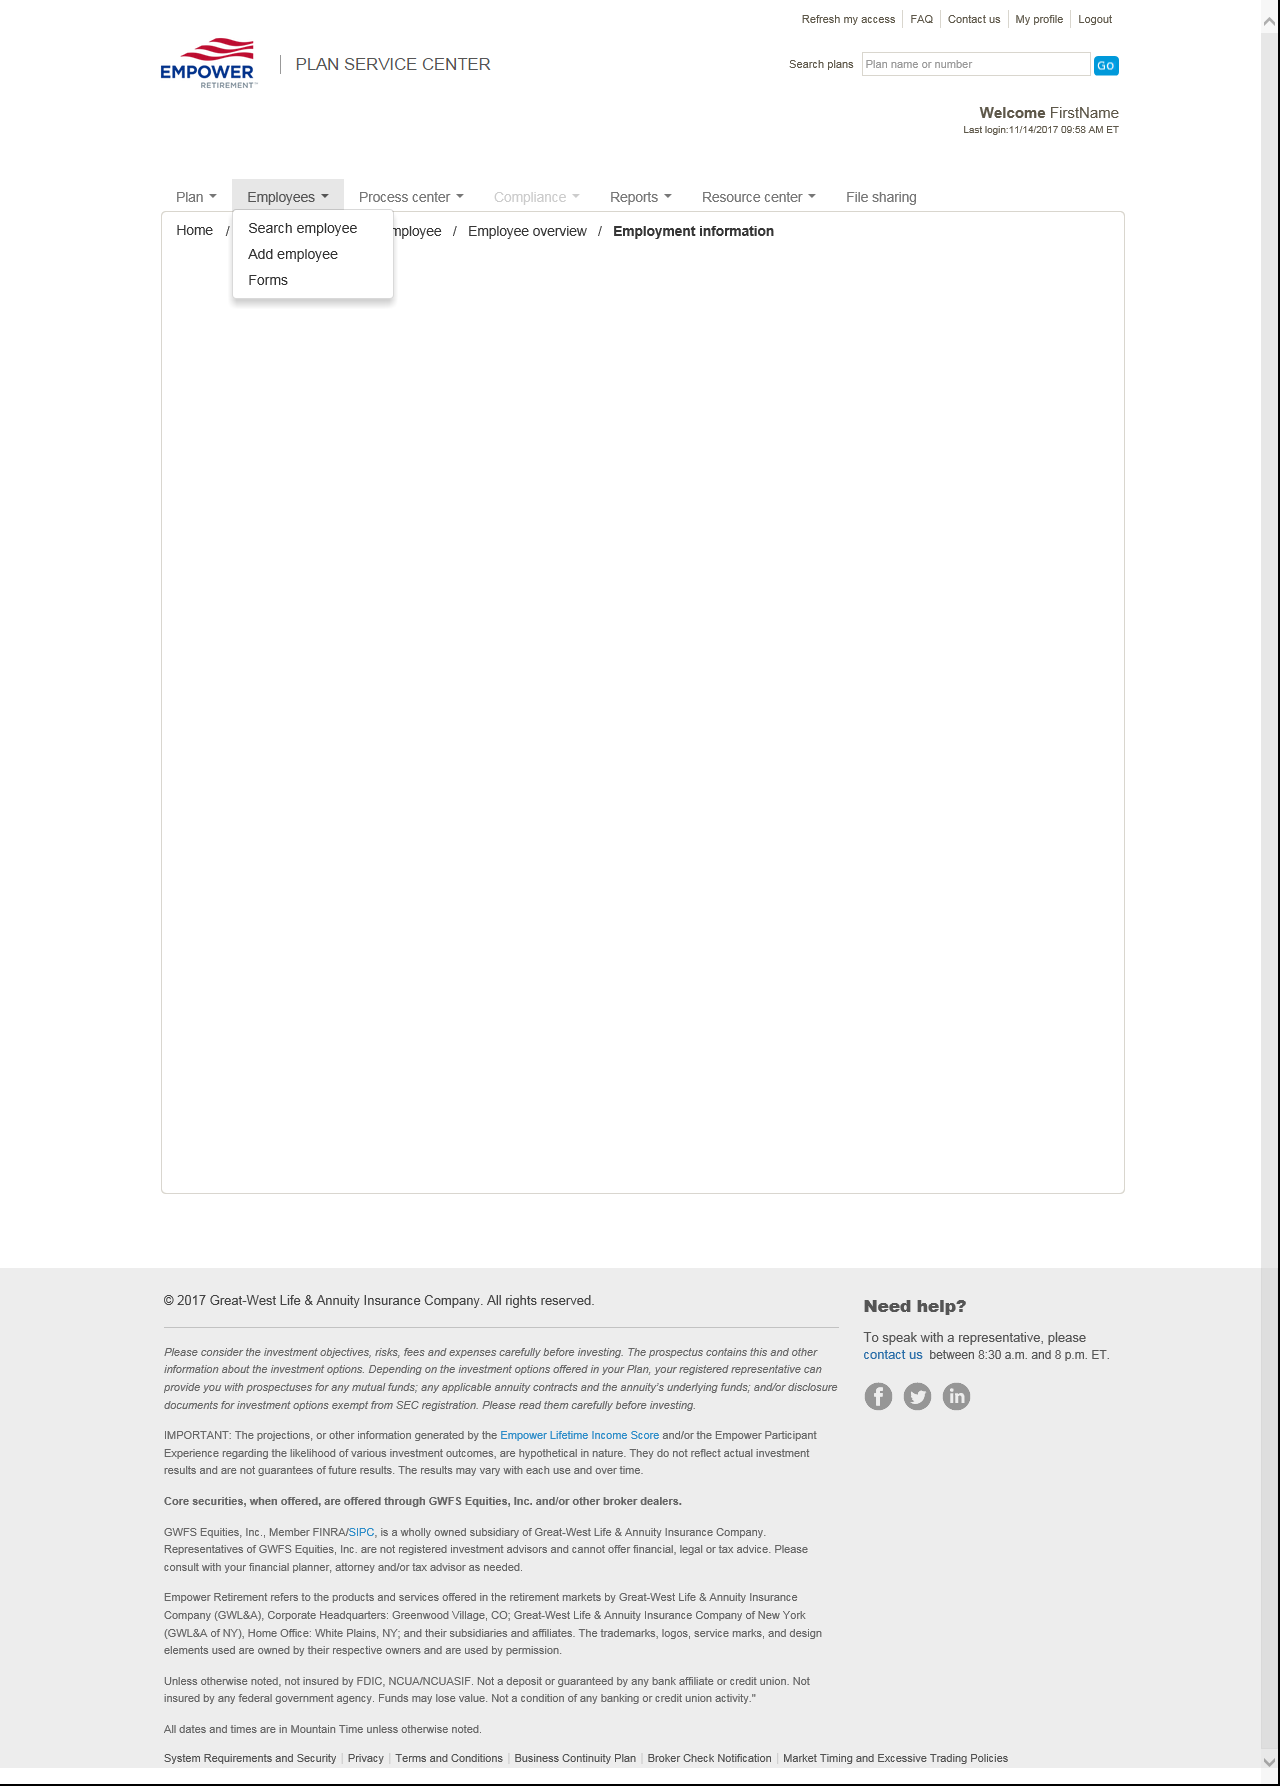 Refresh my access FAQ Contact us My profile Logout
EMPOWER
RETIREMENT™
PLAN SERVICE CENTER
Search plans Plan name or number GO
Welcome FirstName
Last login:11/14/2017 09:58 AM ET
Plan Employees Process center Compliance Reports Resource center File sharing
Home / mployee / Employee overview / Employment information
Search employee
Add employee
Forms
© 2017 Great-West Life & Annuity Insurance Company. All rights reserved.
Please consider the investment objectives, risks, fees and expenses carefully before investing. The prospectus contains this and other
information about the investment options. Depending on the investment options offered in your Plan, your registered representative can
provide you with prospectuses for any mutual funds; any applicable annuity contracts and the annuity's underlying funds; and/or disclosure
documents for investment options exempt from SEC registration. Please read them carefully before investing.
IMPORTANT: The projections, or other information generated by the Empower Lifetime Income Score and/or the Empower Participant
Experience regarding the likelihood of various investment outcomes, are hypothetical in nature. They do not reflect actual investment
results and are not guarantees of future results. The results may vary with each use and over time.
Core securities, when offered, are offered through GWFS Equities, Inc. and/or other broker dealers.
GWFS Equities, Inc., Member FINRA/SIPC, is a wholly owned subsidiary of Great-West Life & Annuity Insurance Company.
Representatives of GWFS Equities, Inc. are not registered investment advisors and cannot offer financial, legal or tax advice. Please
consult with your financial planner, attorney and/or tax advisor as needed.
Empower Retirement refers to the products and services offered in the retirement markets by Great-West Life & Annuity Insurance
Company (GWL&A), Corporate Headquarters: Greenwood Village, CO; Great-West Life & Annuity Insurance Company of New York
(GWL&A of NY), Home Office: White Plains, NY; and their subsidiaries and affiliates. The trademarks, logos, service marks, and design
elements used are owned by their respective owners and are used by permission.
Unless otherwise noted, not insured by FDIC, NCUA/NCUASIF. Not a deposit or guaranteed by any bank affiliate or credit union. Not
insured by any federal government agency. Funds may lose value. Not a condition of any banking or credit union activity."
All dates and times are in Mountain Time unless otherwise noted.
System Requirements and Security | Privacy | Terms and Conditions | Business Continuity Plan | Broker Check Notification | Market Timing and Excessive Trading Policies
Need help?
To speak with a representative, please
contact us between 8:30 a.m. and 8 p.m. ET.